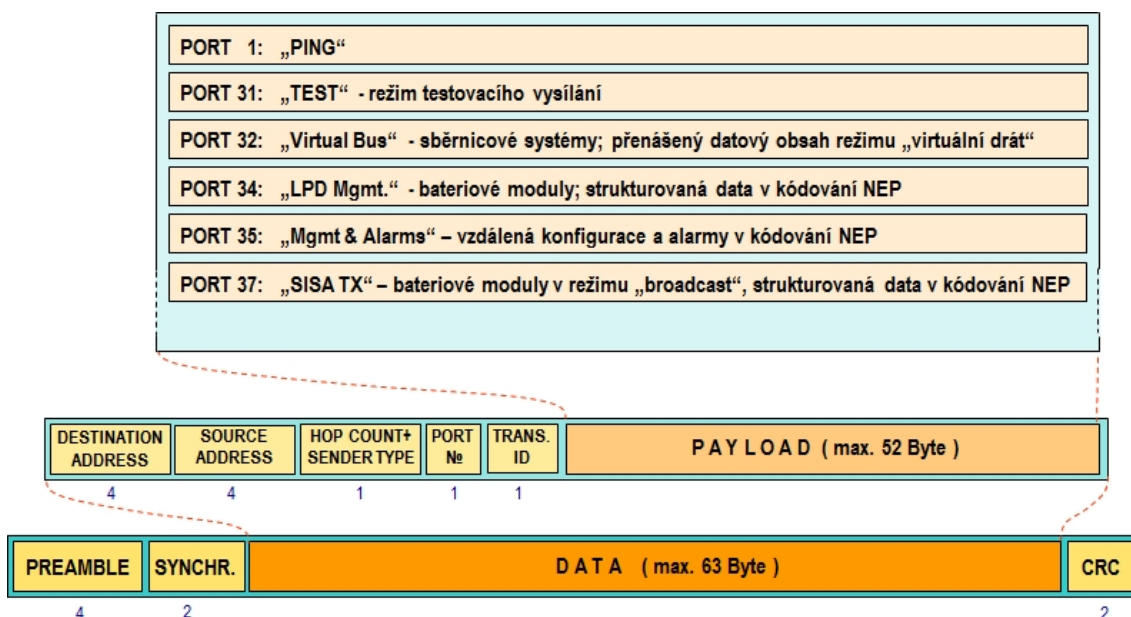 PORT 1: „PING“
PORT 31: „TEST“ - režim testovacího vysílání
PORT 32: „Virtual Bus“ - sběrnicové systémy; přenášený datový obsah režimu „virtuální drát“
PORT 34: „LPD Mgmt.“ - bateriové moduly; strukturovaná data v kódování NEP
PORT 35: „Mgmt & Alarms“ – vzdálená konfigurace a alarmy v kódování NEP
PORT 37: „SISA TX“ – bateriové moduly v režimu „broadcast“, strukturovaná data v kódování NEP
DESTINATION
ADDRESS
SOURCE
ADDRESS
HOP COUNT+
SENDER TYPE
PORT
№
TRANS.
ID
PAYLOAD ( max. 52 Byte )
4 4 1 1 1
PREAMBLE
SYNCHR.
DATA ( max. 63 Byte )
CRC
4 2 2